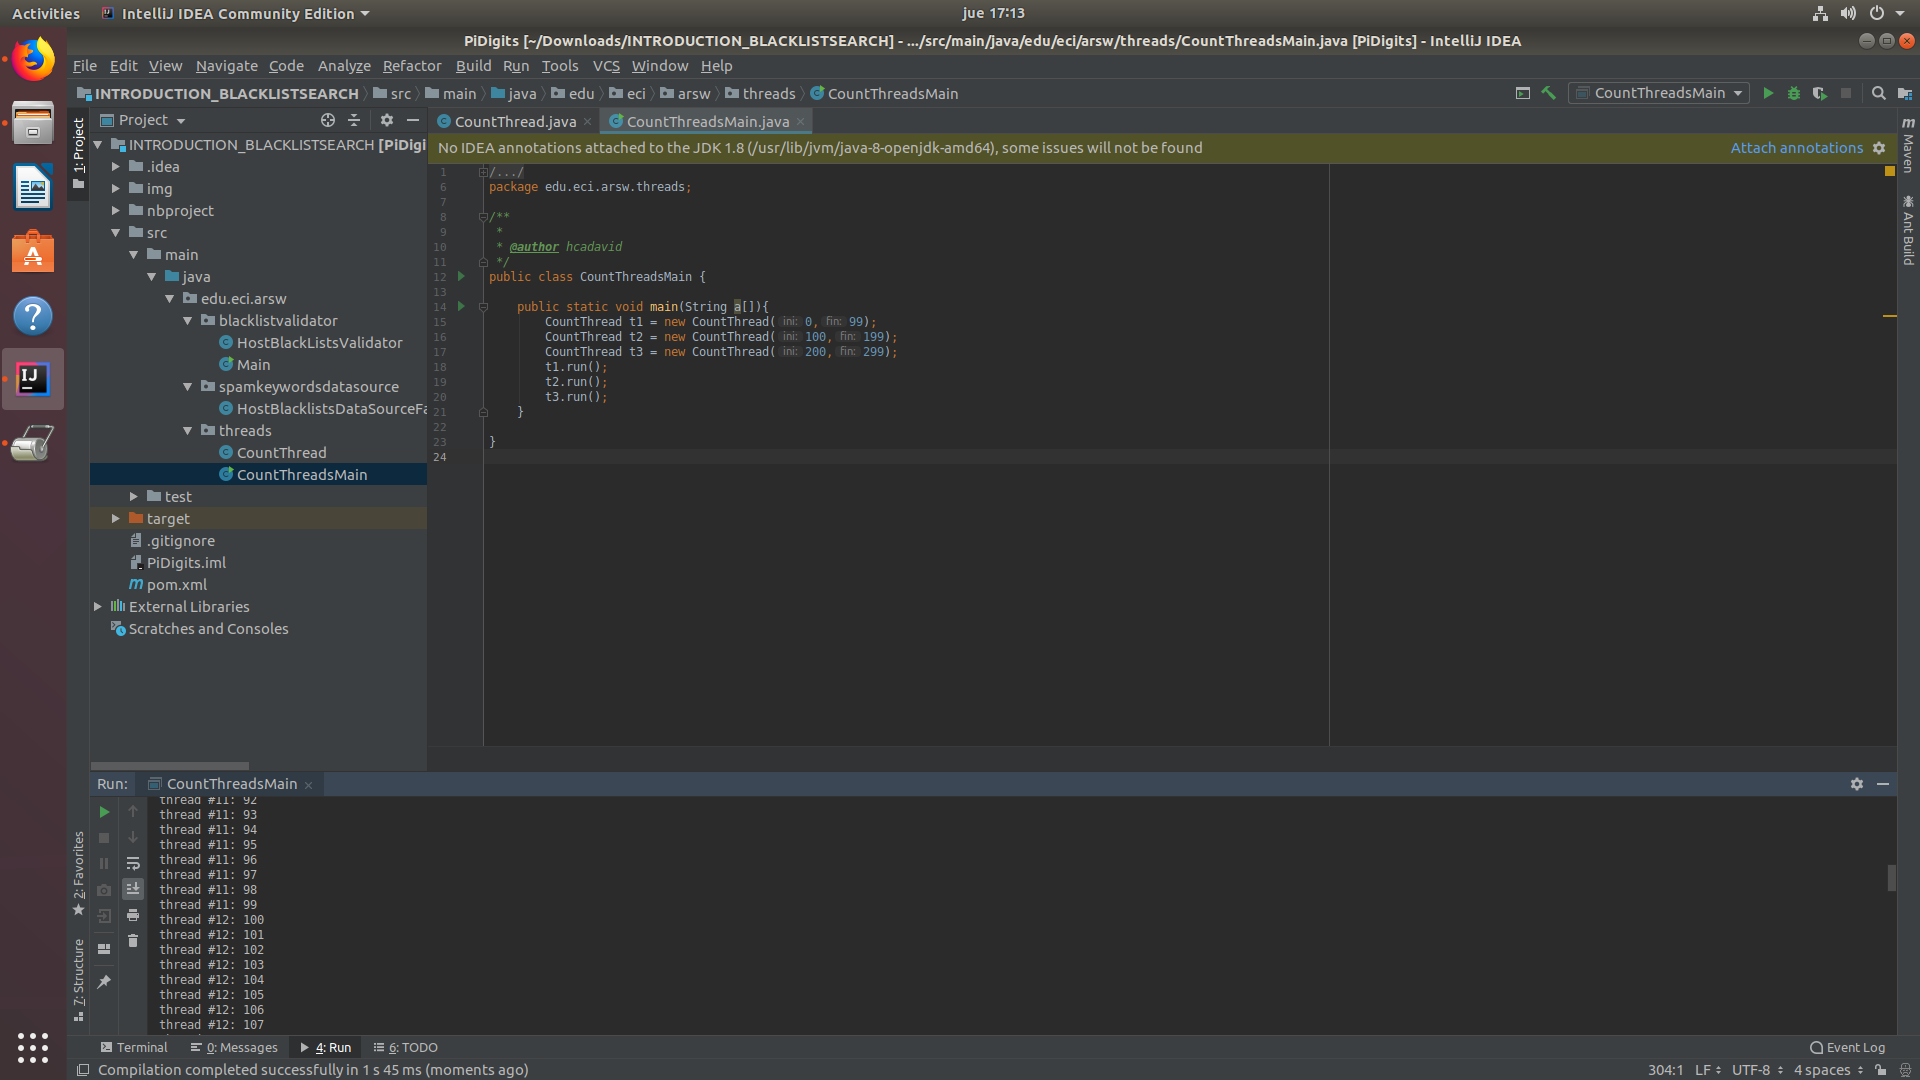 Activities IntelliJ IDEA Community Edition jue 17:13
PiDigits [~/Downloads/INTRODUCTION_BLACKLISTSEARCH] - .../src/main/java/edu/eci/arsw/threads/CountThreadsMain.java [PiDigits] - IntelliJ IDEA
File Edit View Navigate Code Analyze Refactor Build Run Tools VCS Window Help
INTRODUCTION_BLACKLISTSEARCH src main java edu eci arsw threads CountThreadsMain CountThreadsMain
1: Project
Project
INTRODUCTION_BLACKLISTSEARCH [PiDigi
.idea
img
nbproject
src
main
java
edu.eci.arsw
blacklistvalidator
HostBlackListsValidator
Main
spamkeywordsdatasource
HostBlacklistsDataSourceFa
threads
CountThread
CountThreadsMain
test
target
.gitignore
PiDigits.iml
pom.xml
External Libraries
Scratches and Consoles
CountThread.java CountThreadsMain.java
No IDEA annotations attached to the JDK 1.8 (/usr/lib/jvm/java-8-openjdk-amd64), some issues will not be found Attach annotations
1 /.../
6 package edu.eci.arsw.threads;
7
8 /**
9 *
10 * @author hcadavid
11 */
12 public class CountThreadsMain {
13
14 public static void main(String a[]){
15 CountThread t1 = new CountThread( ini: 0, fin: 99);
16 CountThread t2 = new CountThread( ini: 100, fin: 199);
17 CountThread t3 = new CountThread( ini: 200, fin: 299);
18 t1.run();
19 t2.run();
20 t3.run();
21 }
22
23 }
24
Maven
Ant Build
Run: CountThreadsMain
thread #11: 92
thread #11: 93
thread #11: 94
thread #11: 95
thread #11: 96
thread #11: 97
thread #11: 98
thread #11: 99
thread #12: 100
thread #12: 101
thread #12: 102
thread #12: 103
thread #12: 104
thread #12: 105
thread #12: 106
thread #12: 107
2: Favorites
7: Structure
Terminal 0: Messages 4: Run 6: TODO Event Log
Compilation completed successfully in 1 s 45 ms (moments ago) 304:1 LF UTF-8 4 spaces